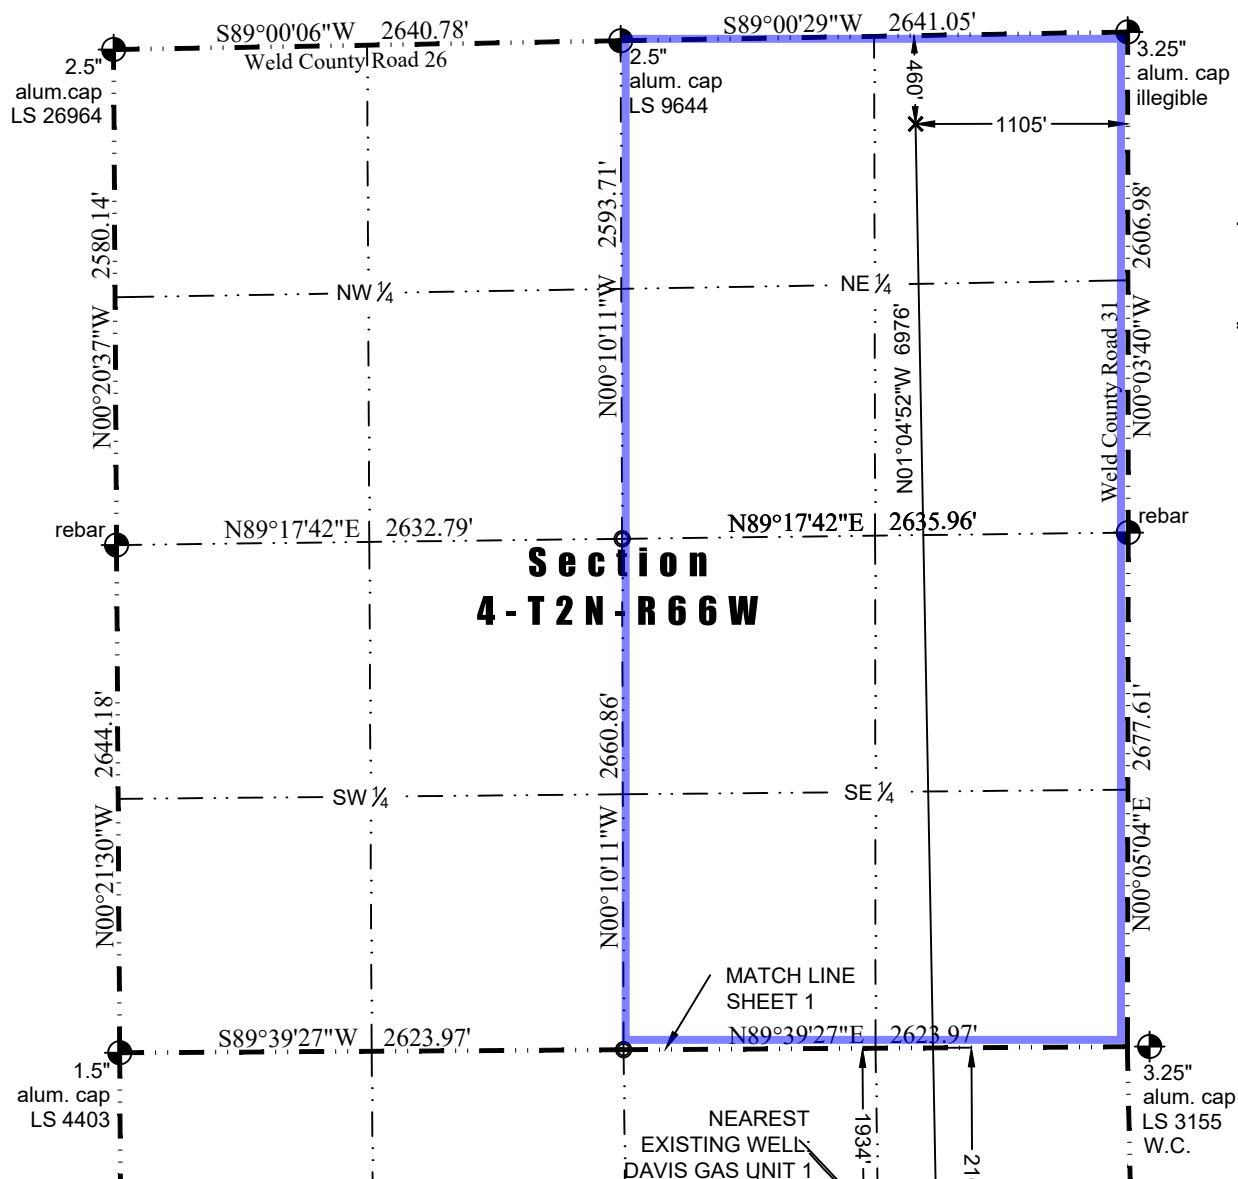 S89°00'06"W 2640.78'
Weld County Road 26
S89°00'29"W 2641.05'
2.5"
alum.cap
LS 26964
2.5"
alum. cap
LS 9644
3.25"
alum. cap
illegible
460'
1105'
2580.14'
N00°20'37"W
2593.71'
N00°10'11"W
2606.98'
N00°03'40"W
Weld County Road 31
NW ¼
NE ¼
N01°04'52"W 6976'
rebar
N89°17'42"E 2632.79'
N89°17'42"E 2635.96'
rebar
Section
4-T2N-R66W
2644.18'
N00°21'30"W
2660.86'
N00°10'11"W
2677.61'
N00°05'04"E
SW ¼
SE ¼
MATCH LINE
SHEET 1
S89°39'27"W 2623.97'
N89°39'27"E 2623.97'
1.5"
alum. cap
LS 4403
3.25"
alum. cap
LS 3155
W.C.
NEAREST
EXISTING WELL:
DAVIS GAS UNIT 1
1934'